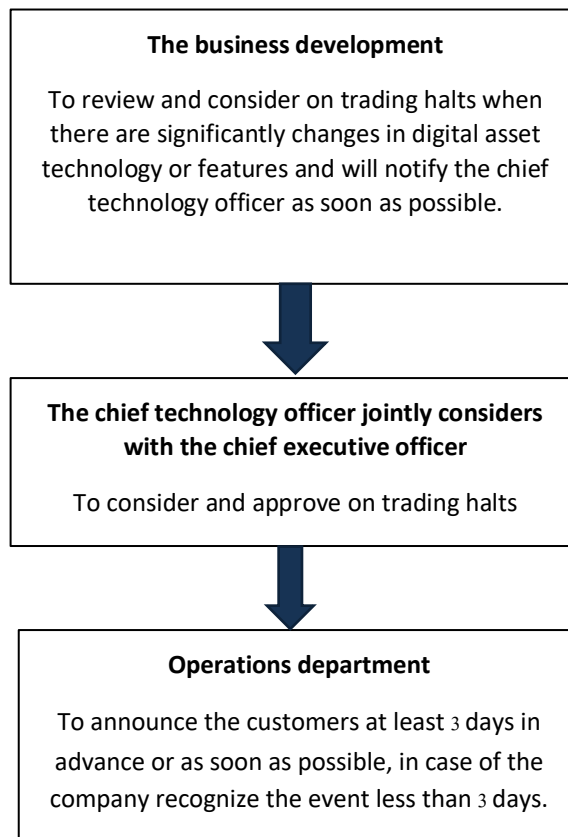 The business development
To review and consider on trading halts when
there are significantly changes in digital asset
technology or features and will notify the chief
technology officer as soon as possible.
The chief technology officer jointly considers
with the chief executive officer
To consider and approve on trading halts
Operations department
To announce the customers at least 3 days in
advance or as soon as possible, in case of the
company recognize the event less than 3 days.